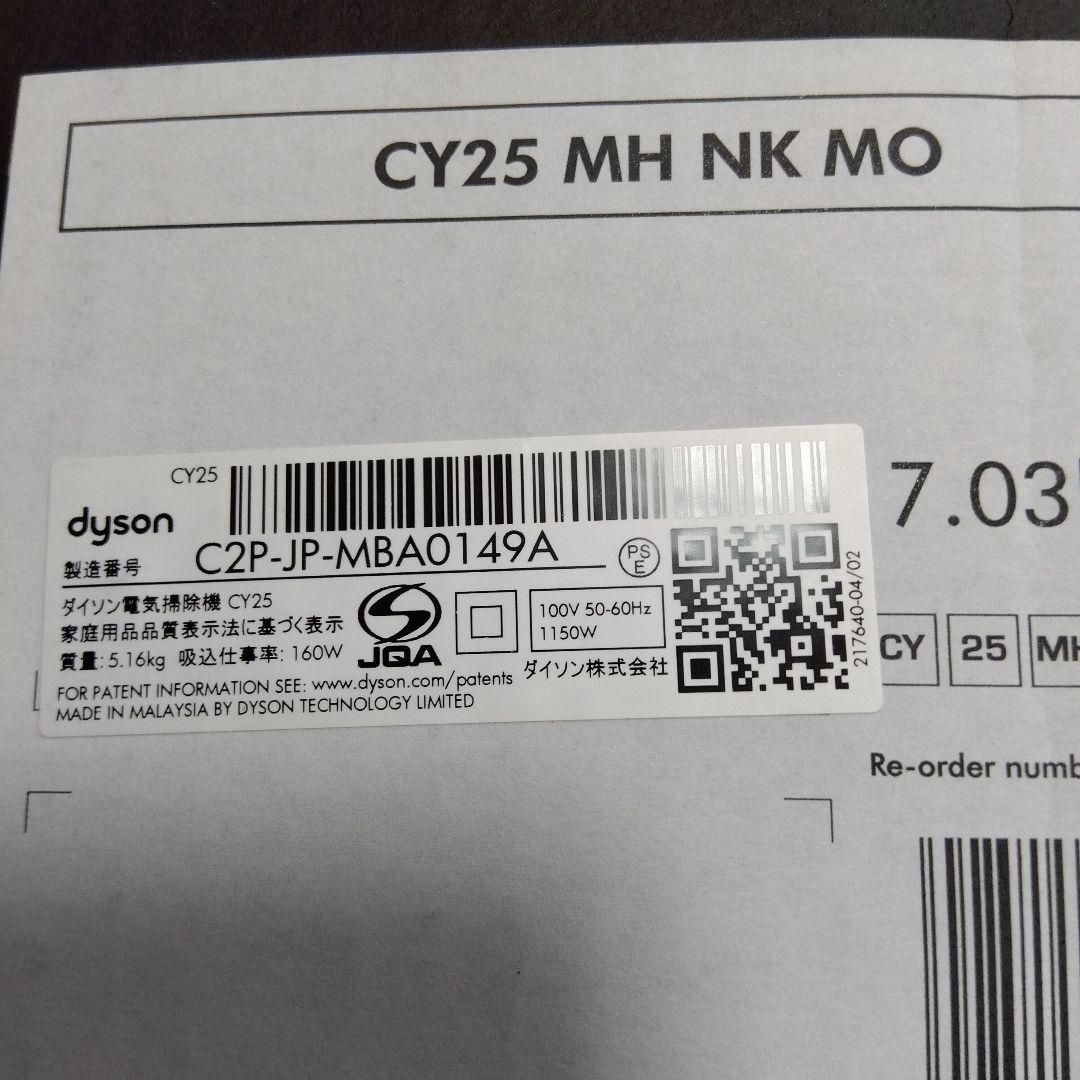 CY25 MH NK MO
CY25
dyson
製造番号 C2P-JP-MBA0149A
PS
E
ダイソン電気掃除機 CY25
家庭用品品質表示法に基づく表示
質量: 5.16kg 吸込仕事率: 160W
JQA
100V 50-60Hz
1150W
ダイソン株式会社
FOR PATENT INFORMATION SEE: www.dyson.com/patents
MADE IN MALAYSIA BY DYSON TECHNOLOGY LIMITED
217640-04/02
7.03
CY 25 MH
Re-order